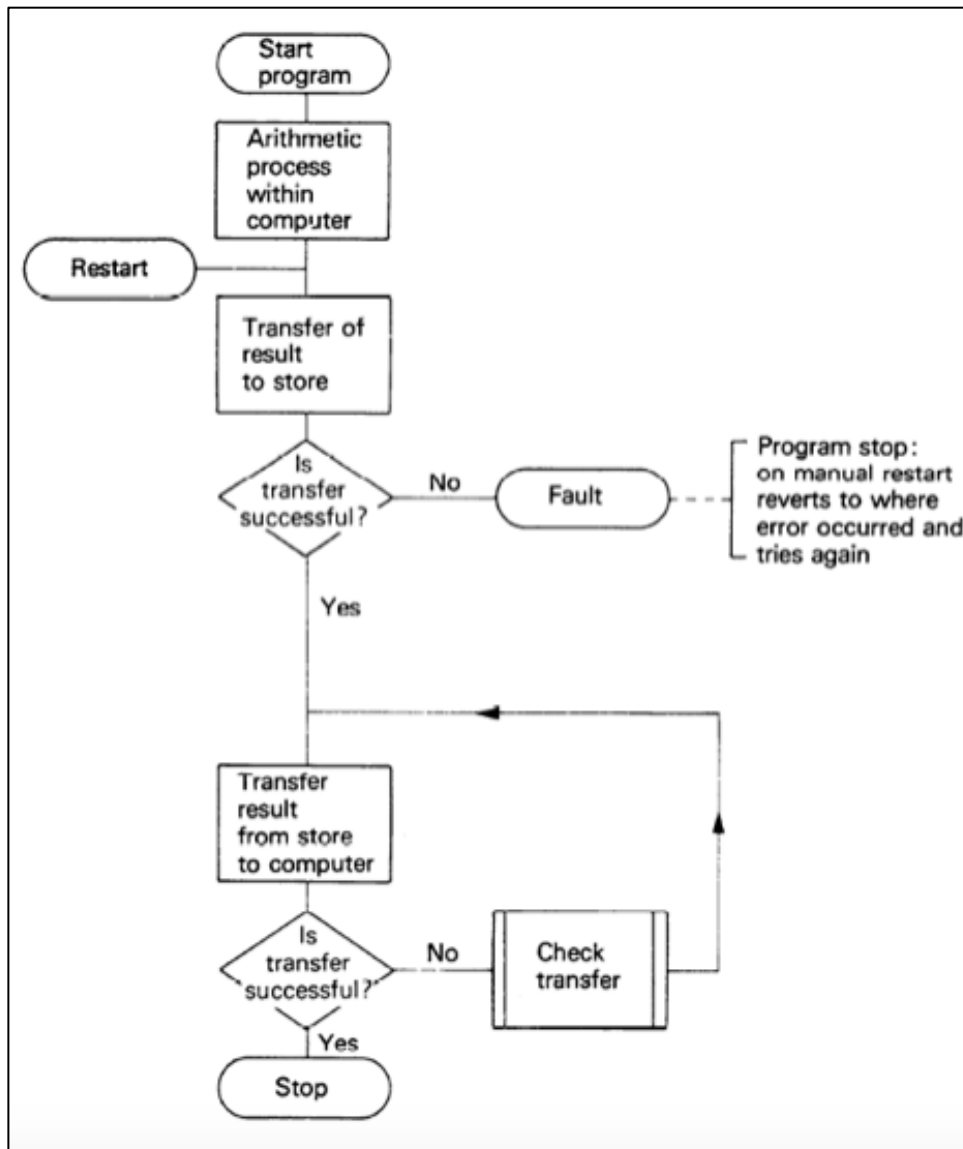 Start
program
Arithmetic
process
within
computer
Restart
Transfer of
result
to store
Is
transfer
successful?
No
Fault
Program stop:
on manual restart
reverts to where
error occurred and
tries again
Yes
Transfer
result
from store
to computer
Is
transfer
successful?
No
Check
transfer
Yes
Stop